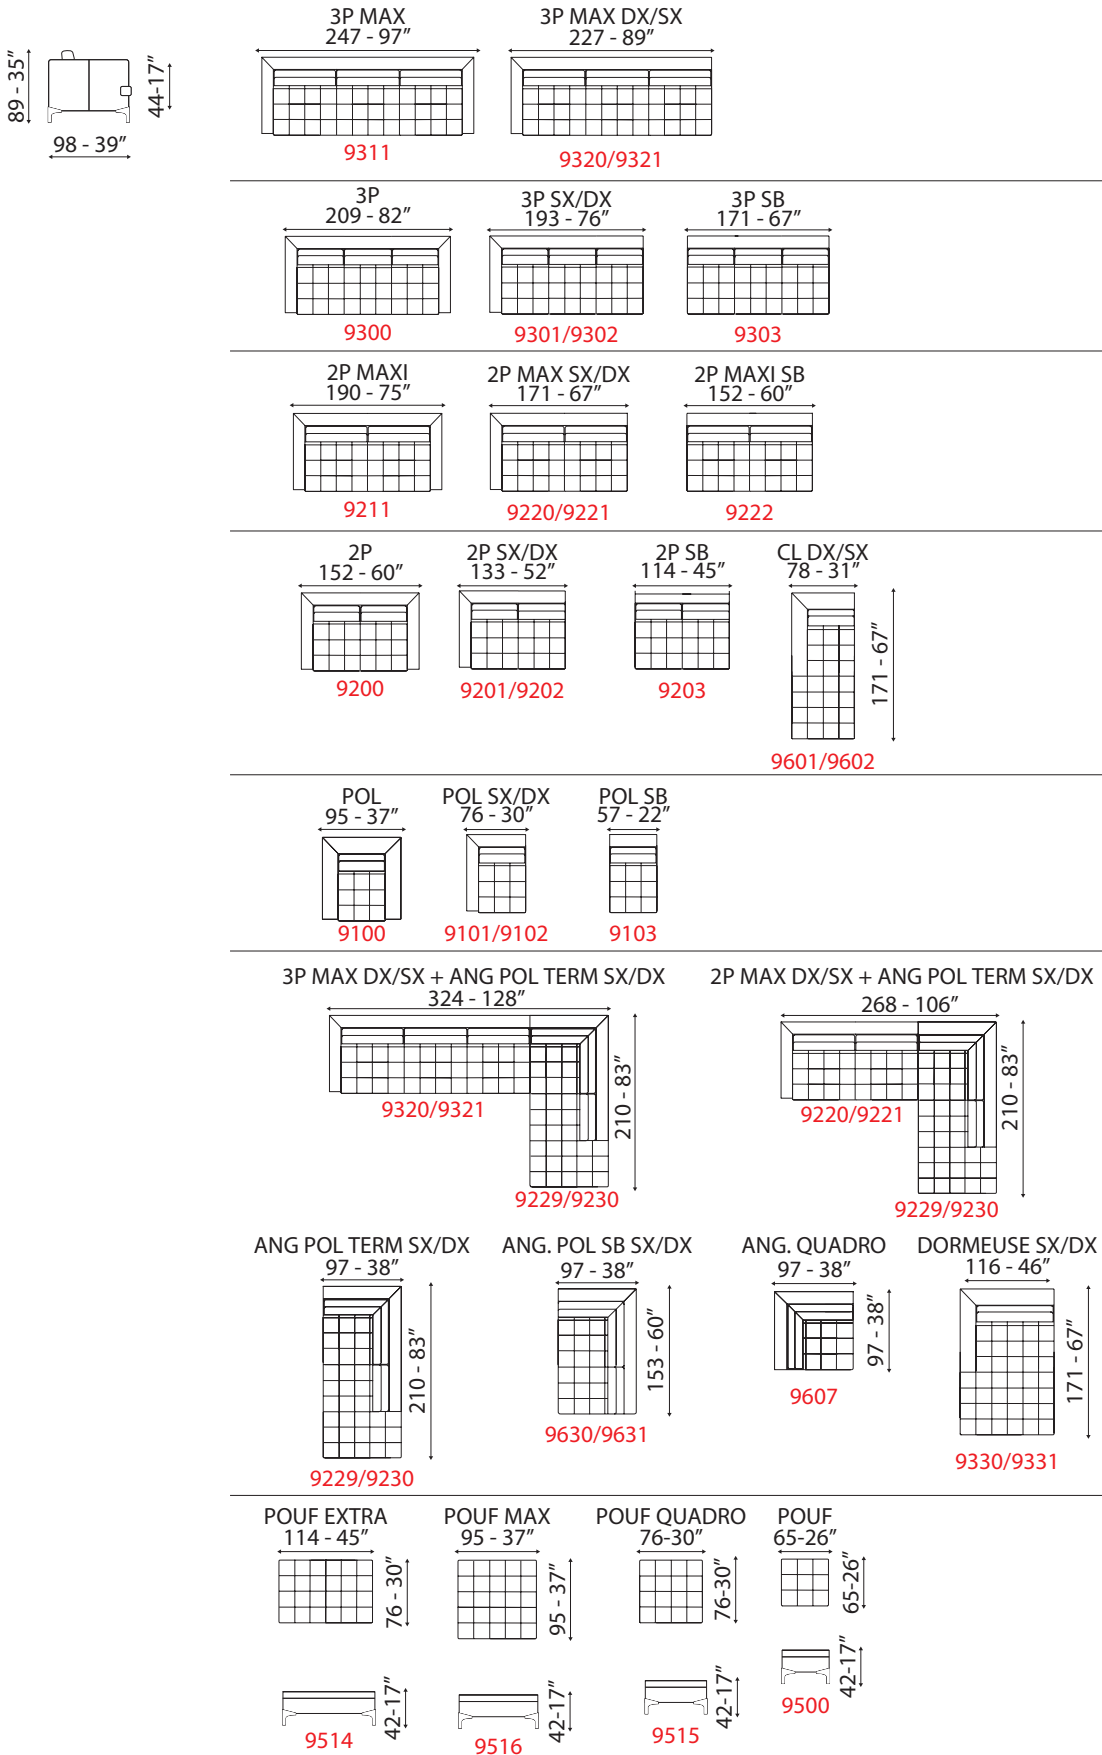 89 - 35”
98 - 39”
44-17”
3P MAX
247 - 97”
9311
3P MAX DX/SX
227 - 89”
9320/9321
3P
209 - 82”
9300
3P SX/DX
193 - 76”
9301/9302
3P SB
171 - 67”
9303
2P MAXI
190 - 75”
9211
2P MAX SX/DX
171 - 67”
9220/9221
2P MAXI SB
152 - 60”
9222
2P
152 - 60”
9200
2P SX/DX
133 - 52”
9201/9202
2P SB
114 - 45”
9203
CL DX/SX
78 - 31”
171 - 67”
9601/9602
POL
95 - 37”
9100
POL SX/DX
76 - 30”
9101/9102
POL SB
57 - 22”
9103
3P MAX DX/SX + ANG POL TERM SX/DX
324 - 128”
210 - 83”
9320/9321
9229/9230
2P MAX DX/SX + ANG POL TERM SX/DX
268 - 106”
210 - 83”
9220/9221
9229/9230
ANG POL TERM SX/DX
97 - 38”
210 - 83”
9229/9230
ANG. POL SB SX/DX
97 - 38”
153 - 60”
9630/9631
ANG. QUADRO
97 - 38”
97 - 38”
9607
DORMEUSE SX/DX
116 - 46”
171 - 67”
9330/9331
POUF EXTRA
114 - 45”
76 - 30”
42-17”
9514
POUF MAX
95 - 37”
95 - 37”
42-17”
9516
POUF QUADRO
76-30”
76-30”
42-17”
9515
POUF
65-26”
65-26”
42-17”
9500